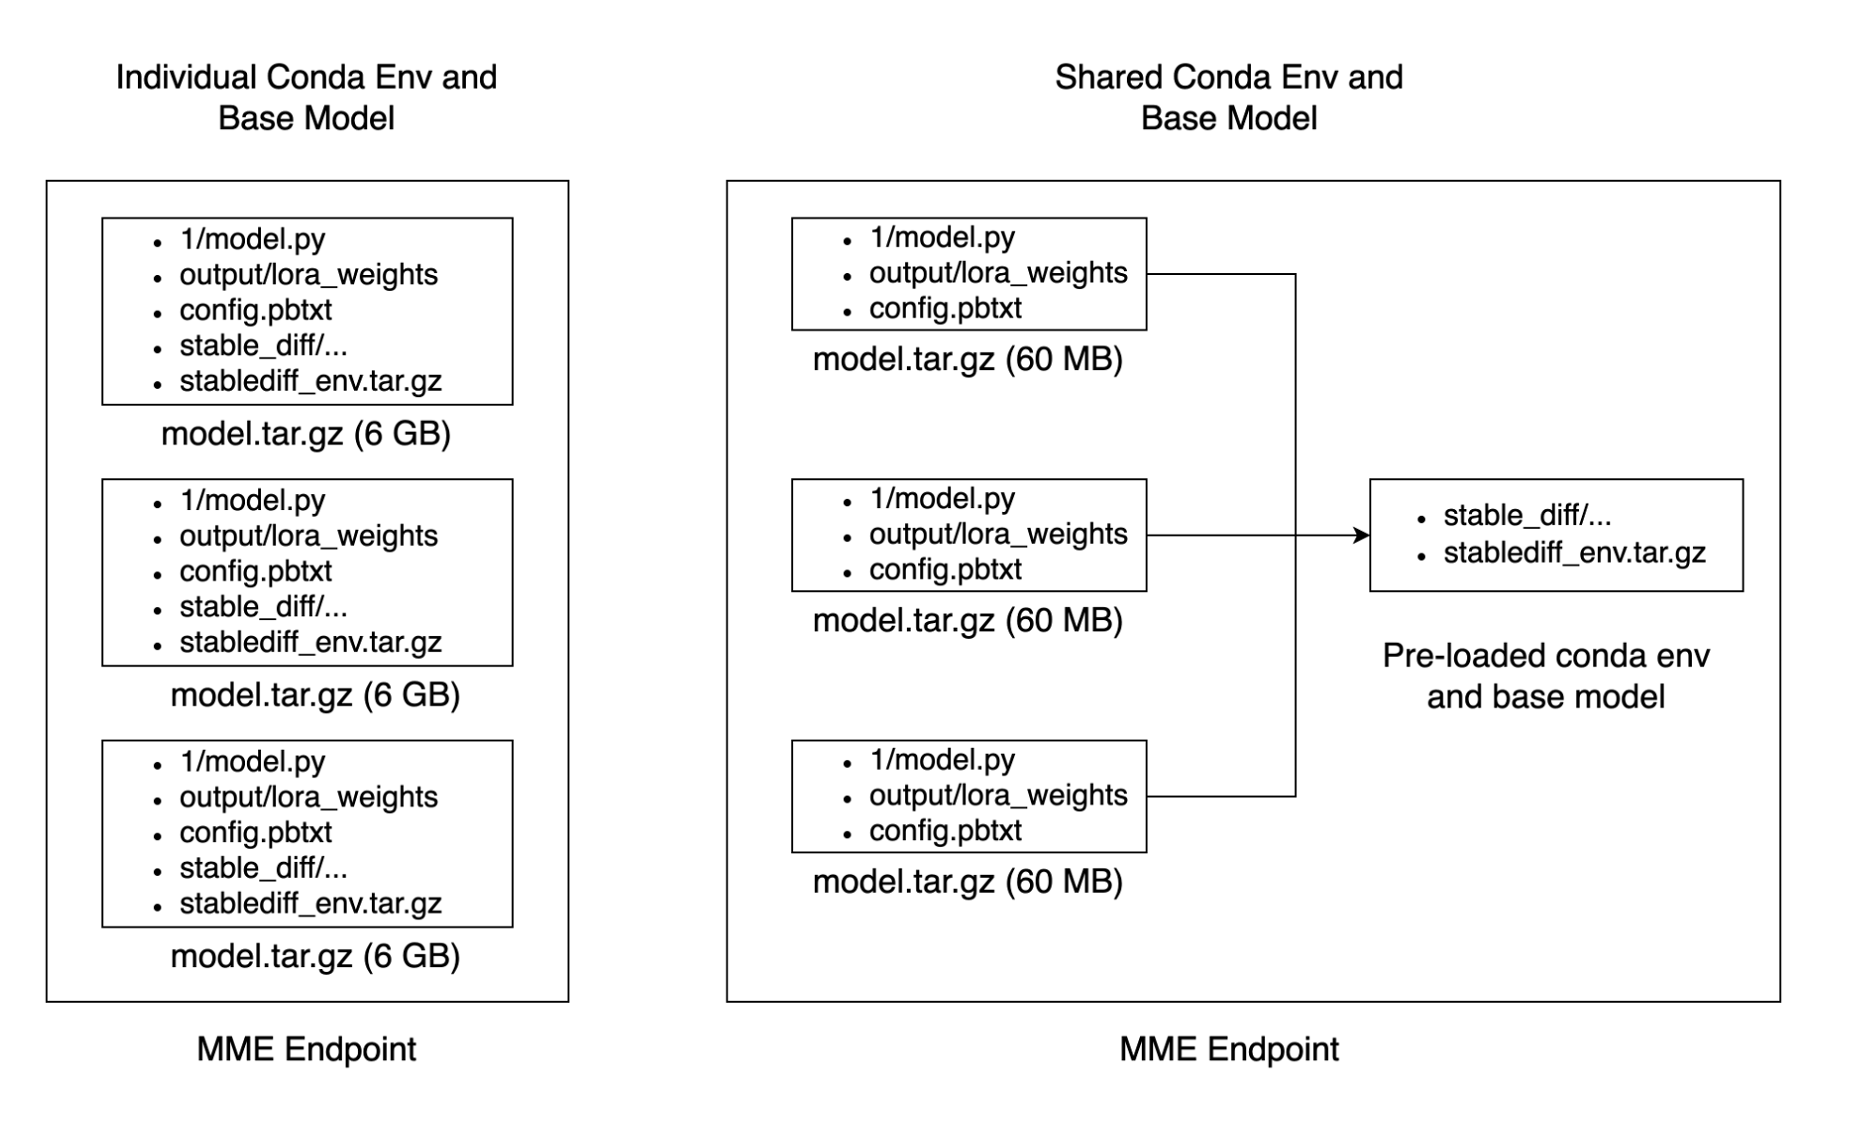 Individual Conda Env and
Base Model
• 1/model.py
• output/lora_weights
• config.pbtxt
• stable_diff/...
• stablediff_env.tar.gz
model.tar.gz (6 GB)
• 1/model.py
• output/lora_weights
• config.pbtxt
• stable_diff/...
• stablediff_env.tar.gz
model.tar.gz (6 GB)
• 1/model.py
• output/lora_weights
• config.pbtxt
• stable_diff/...
• stablediff_env.tar.gz
model.tar.gz (6 GB)
MME Endpoint
Shared Conda Env and
Base Model
• 1/model.py
• output/lora_weights
• config.pbtxt
model.tar.gz (60 MB)
• 1/model.py
• output/lora_weights
• config.pbtxt
model.tar.gz (60 MB)
• 1/model.py
• output/lora_weights
• config.pbtxt
model.tar.gz (60 MB)
• stable_diff/...
• stablediff_env.tar.gz
Pre-loaded conda env
and base model
MME Endpoint